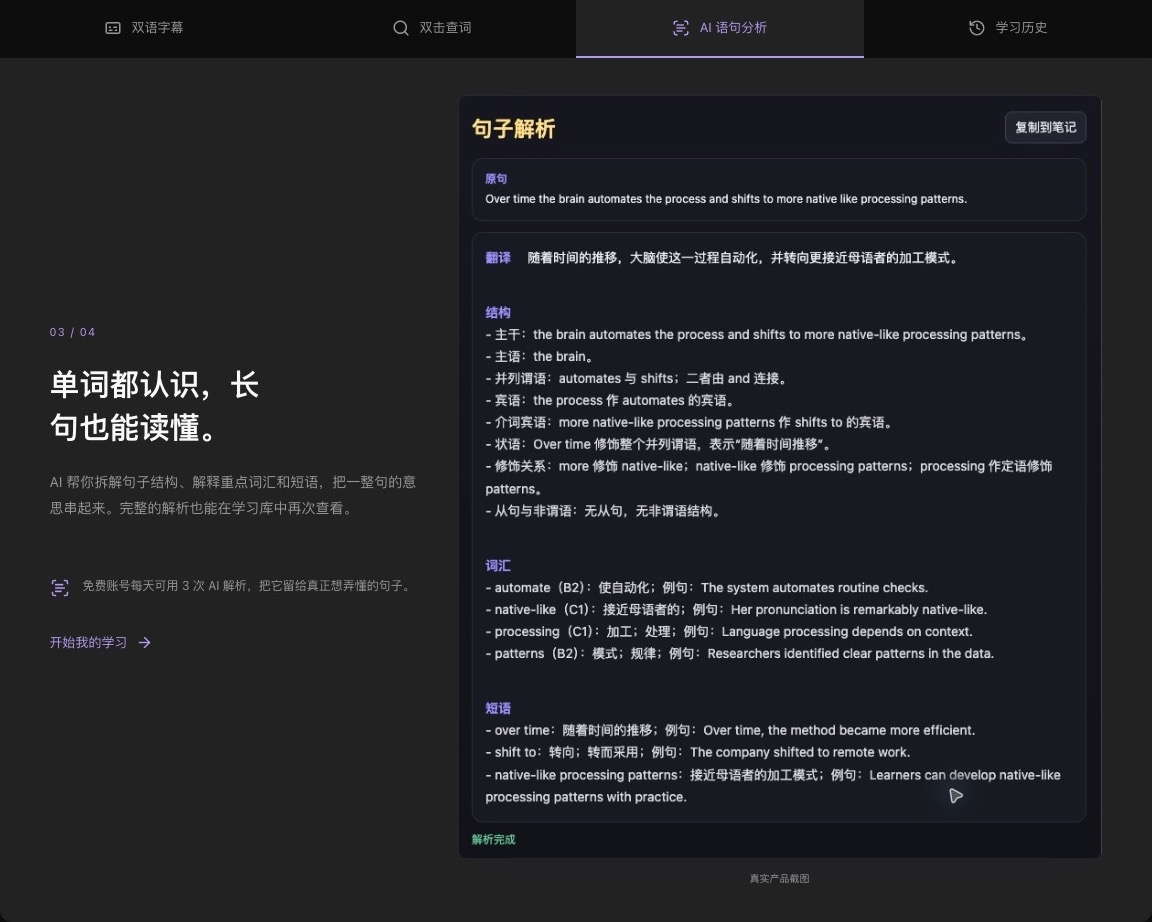 双语字幕
双击查词
AI 语句分析
学习历史
03 / 04
单词都认识，长
句也能读懂。
AI 帮你拆解句子结构、解释重点词汇和短语，把一整句的意
思串起来。完整的解析也能在学习库中再次查看。
免费账号每天可用 3 次 AI 解析，把它留给真正想弄懂的句子。
开始我的学习
句子解析
复制到笔记
原句
Over time the brain automates the process and shifts to more native like processing patterns.
翻译 随着时间的推移，大脑使这一过程自动化，并转向更接近母语者的加工模式。
结构
- 主干：the brain automates the process and shifts to more native-like processing patterns。
- 主语：the brain。
- 并列谓语：automates 与 shifts；二者由 and 连接。
- 宾语：the process 作 automates 的宾语。
- 介词宾语：more native-like processing patterns 作 shifts to 的宾语。
- 状语：Over time 修饰整个并列谓语，表示“随着时间推移”。
- 修饰关系：more 修饰 native-like；native-like 修饰 processing patterns；processing 作定语修饰
patterns。
- 从句与非谓语：无从句，无非谓语结构。
词汇
- automate（B2）：使自动化；例句：The system automates routine checks.
- native-like（C1）：接近母语者的；例句：Her pronunciation is remarkably native-like.
- processing（C1）：加工；处理；例句：Language processing depends on context.
- patterns（B2）：模式；规律；例句：Researchers identified clear patterns in the data.
短语
- over time：随着时间的推移；例句：Over time, the method became more efficient.
- shift to：转向；转而采用；例句：The company shifted to remote work.
- native-like processing patterns：接近母语者的加工模式；例句：Learners can develop native-like
processing patterns with practice.
解析完成
真实产品截图